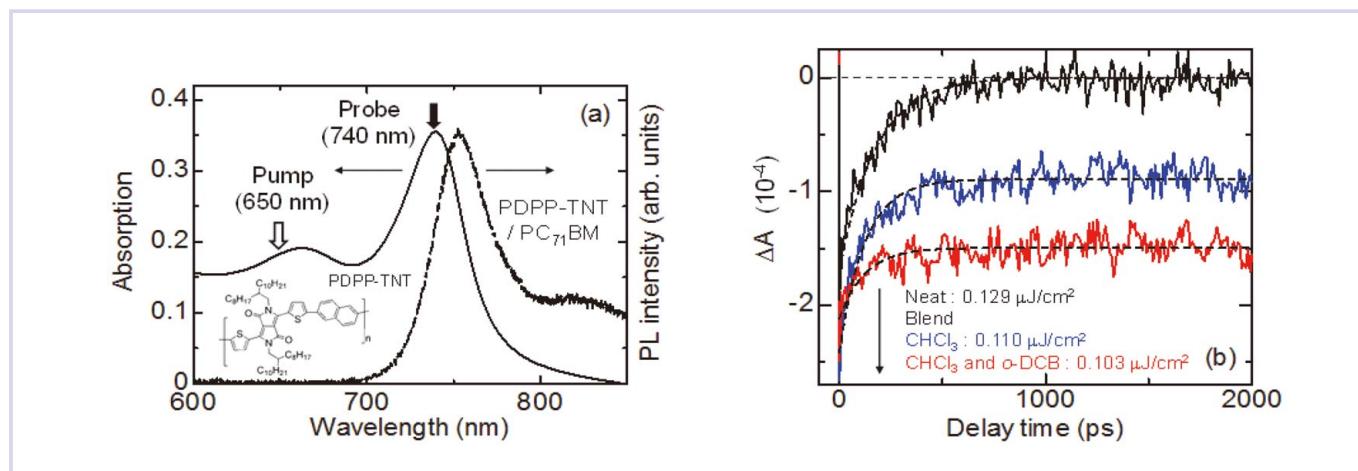 (a)
Probe
(740 nm)
Pump
(650 nm)
PDPP-TNT
/ PC₇₁BM
PDPP-TNT
C₁₀H₂₁
C₈H₁₇
N
O
S
S
O
N
n
C₈H₁₇
C₁₀H₂₁
0.4
0.3
0.2
0.1
0
Absorption
PL intensity (arb. units)
600
700
800
Wavelength (nm)
(b)
0
-1
-2
ΔA (10⁻⁴)
Neat : 0.129 μJ/cm²
Blend
CHCl₃ : 0.110 μJ/cm²
CHCl₃ and o-DCB : 0.103 μJ/cm²
0
1000
2000
Delay time (ps)